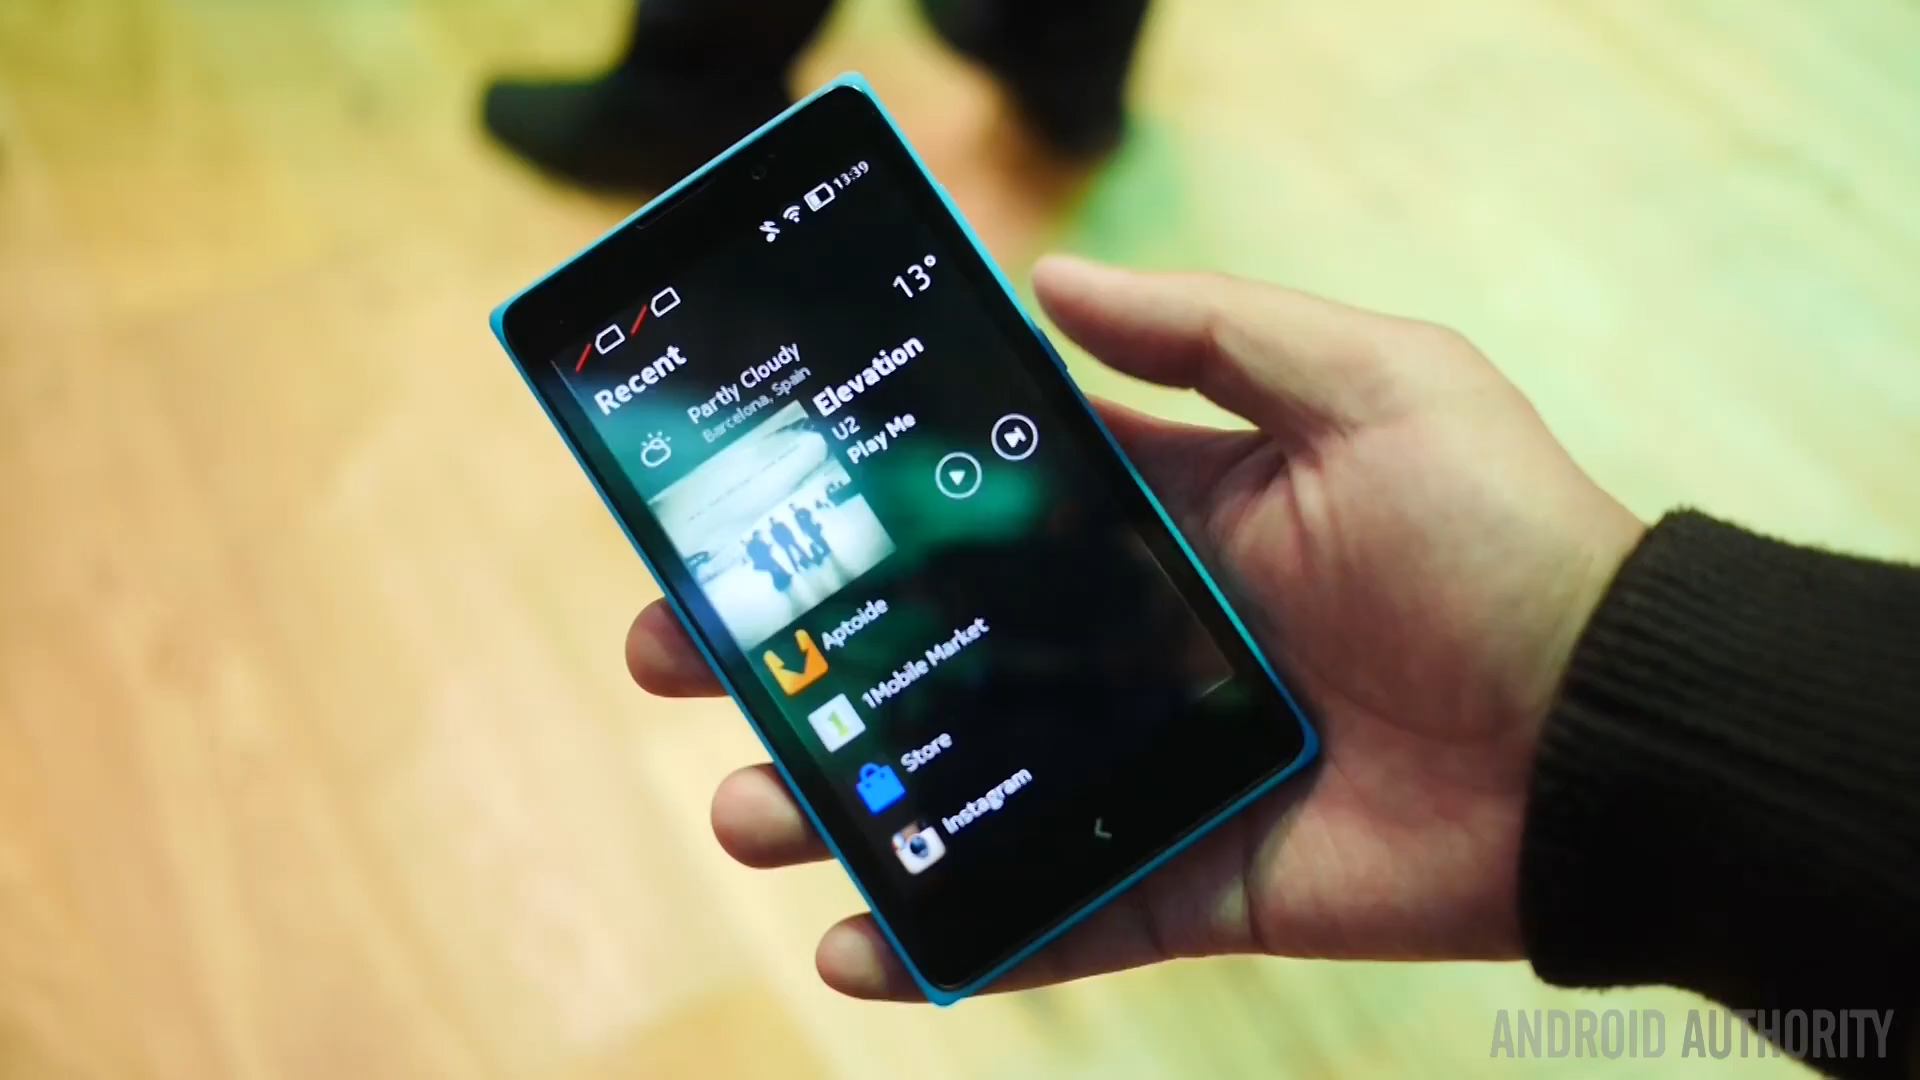 13:39
Recent
Partly Cloudy
Barcelona, Spain
13°
Elevation
U2
Play Me
Aptoide
1
1Mobile Market
Store
Instagram
ANDROID AUTHORITY